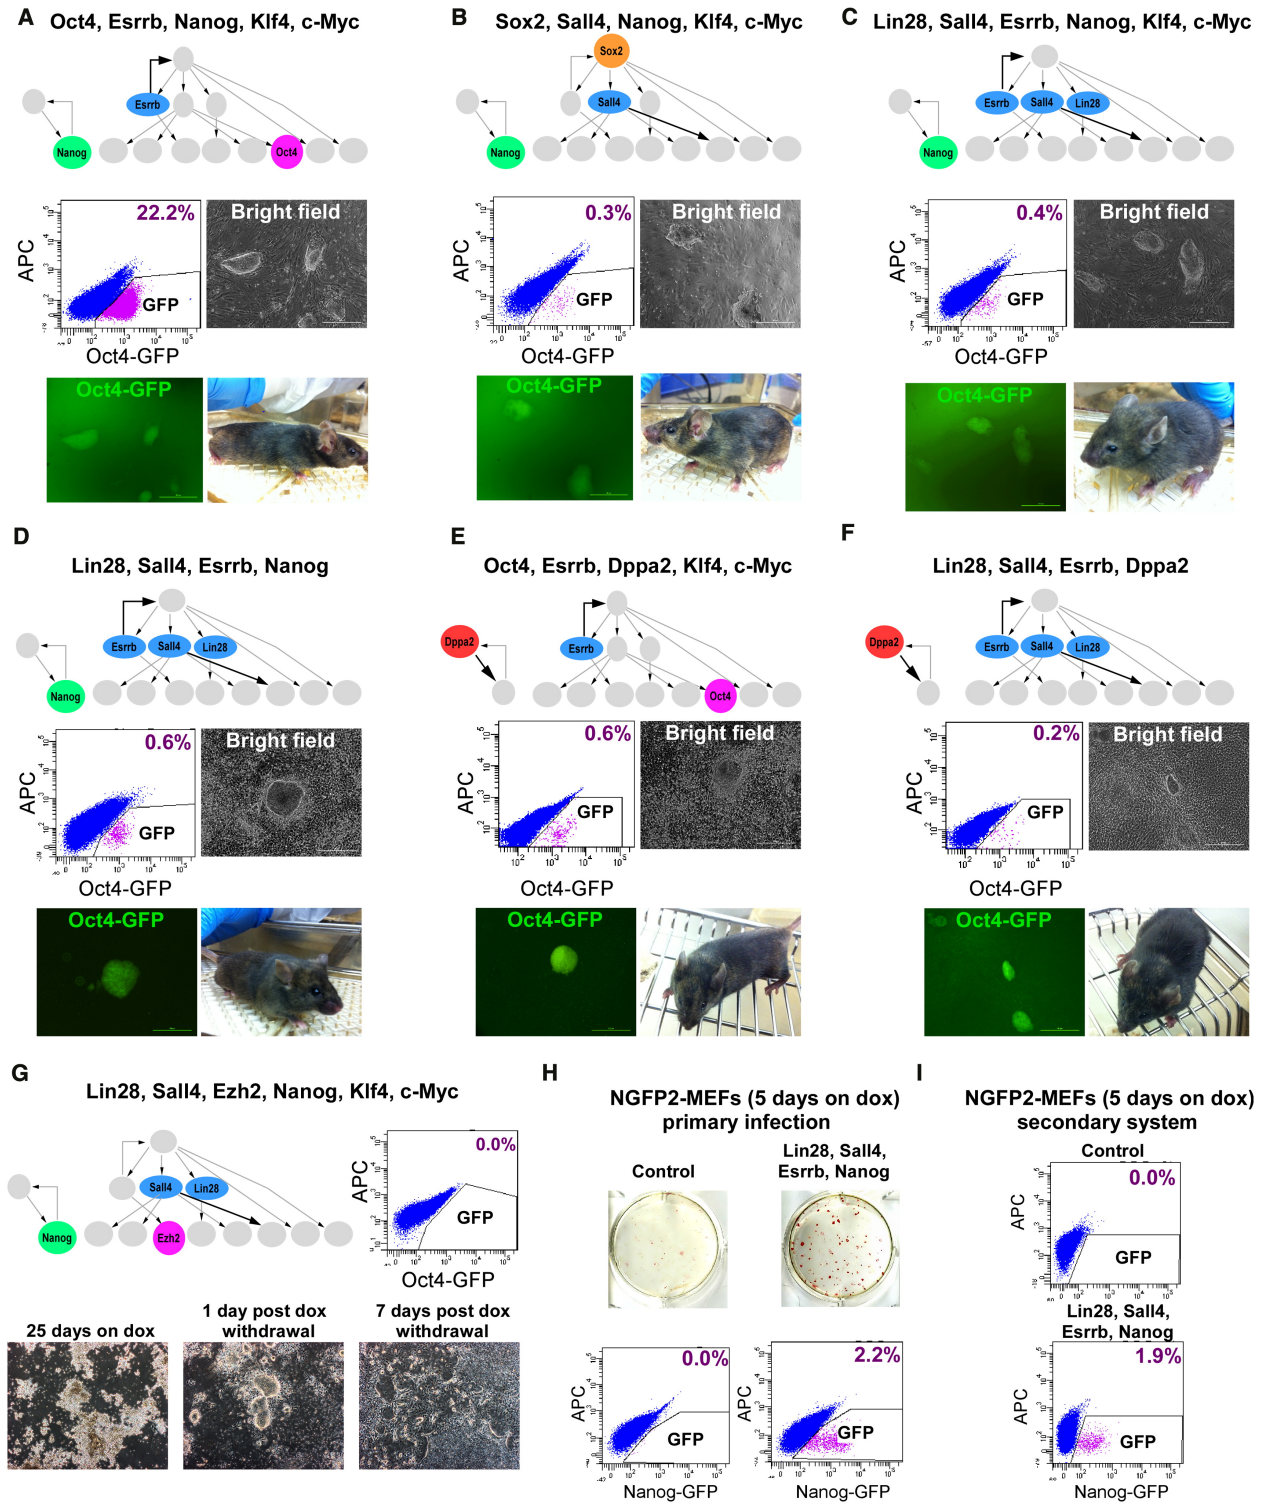 A
Oct4, Esrrb, Nanog, Klf4, c-Myc
Esrrb
Nanog
Oct4
22.2%
APC
GFP
Oct4-GFP
Bright field
Oct4-GFP
B
Sox2, Sall4, Nanog, Klf4, c-Myc
Sox2
Sall4
Nanog
0.3%
APC
GFP
Oct4-GFP
Bright field
Oct4-GFP
C
Lin28, Sall4, Esrrb, Nanog, Klf4, c-Myc
Esrrb Sall4 Lin28
Nanog
0.4%
APC
GFP
Oct4-GFP
Bright field
Oct4-GFP
D
Lin28, Sall4, Esrrb, Nanog
Esrrb Sall4 Lin28
Nanog
0.6%
APC
GFP
Oct4-GFP
Bright field
Oct4-GFP
E
Oct4, Esrrb, Dppa2, Klf4, c-Myc
Dppa2
Esrrb
Oct4
0.6%
APC
GFP
Oct4-GFP
Bright field
Oct4-GFP
F
Lin28, Sall4, Esrrb, Dppa2
Dppa2
Esrrb Sall4 Lin28
0.2%
APC
GFP
Oct4-GFP
Bright field
Oct4-GFP
G
Lin28, Sall4, Ezh2, Nanog, Klf4, c-Myc
Sall4 Lin28
Nanog
Ezh2
0.0%
APC
GFP
Oct4-GFP
25 days on dox
1 day post dox
withdrawal
7 days post dox
withdrawal
H
NGFP2-MEFs (5 days on dox)
primary infection
Control
Lin28, Sall4,
Esrrb, Nanog
0.0%
APC
GFP
Nanog-GFP
2.2%
APC
GFP
Nanog-GFP
I
NGFP2-MEFs (5 days on dox)
secondary system
Control
0.0%
APC
GFP
Lin28, Sall4,
Esrrb, Nanog
1.9%
APC
GFP
Nanog-GFP